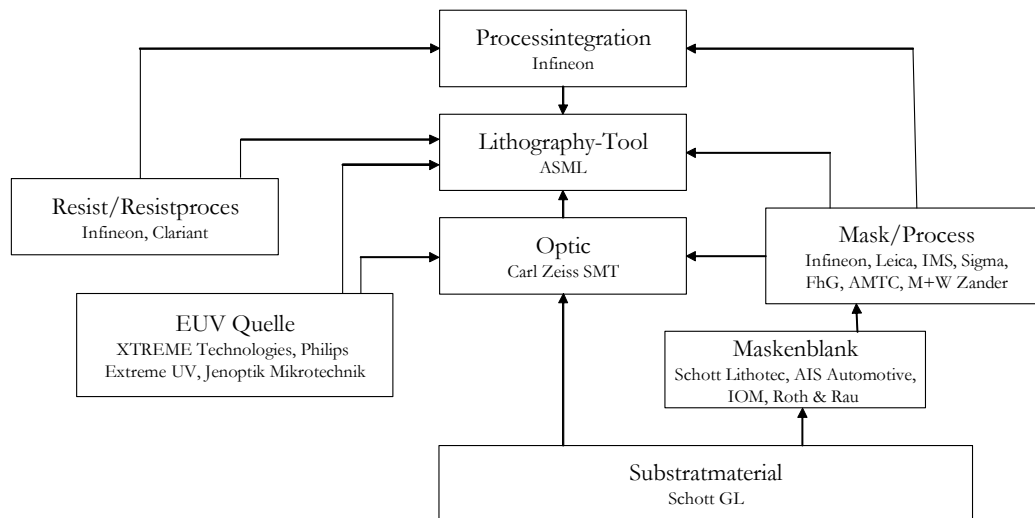 Processintegration
Infineon
Lithography-Tool
ASML
Resist/Resistproces
Infineon, Clariant
Optic
Carl Zeiss SMT
Mask/Process
Infineon, Leica, IMS, Sigma,
FhG, AMTC, M+W Zander
EUV Quelle
XTREME Technologies, Philips
Extreme UV, Jenoptik Mikrotechnik
Maskenblank
Schott Lithotec, AIS Automotive,
IOM, Roth & Rau
Substratmaterial
Schott GL